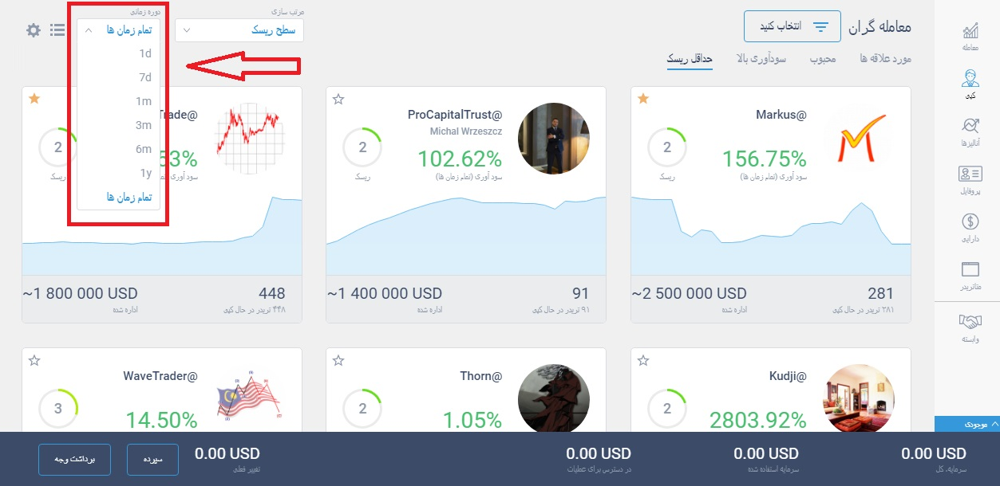 معامله گران
انتخاب کنید
مرتب سازی
سطح ریسک
دوره زمانی
تمام زمان ها
1d
7d
1m
3m
6m
1y
تمام زمان ها
مورد علاقه ها
محبوب
سودآوری بالا
حداقل ریسک
Markus@
156.75%
سود آوری (تمام زمان ها)
2
ریسک
281
۲۸۱ تریدر در حال کپی
~2 500 000 USD
اداره شده
ProCapitalTrust@
Michal Wrzeszcz
102.62%
سود آوری (تمام زمان ها)
2
ریسک
91
۹۱ تریدر در حال کپی
~1 400 000 USD
اداره شده
rade@
53%
سود آوری
2
ریسک
448
۴۴۸ تریدر در حال کپی
~1 800 000 USD
اداره شده
Kudji@
2803.92%
2
Thorn@
1.05%
2
WaveTrader@
14.50%
3
معامله
کپی
آنالیزها
پروفایل
دارایی
متاتریدر
وابسته
موجودی
0.00 USD
سرمایه، کل
0.00 USD
سرمایه استفاده شده
0.00 USD
در دسترس برای عملیات
0.00 USD
تغییر فعلی
سپرده
برداشت وجه